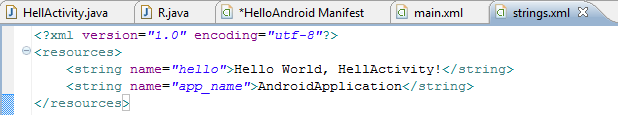 HellActivity.java R.java *HelloAndroid Manifest main.xml strings.xml
<?xml version="1.0" encoding="utf-8"?>
<resources>
<string name="hello">Hello World, HellActivity!</string>
<string name="app_name">AndroidApplication</string>
</resources>